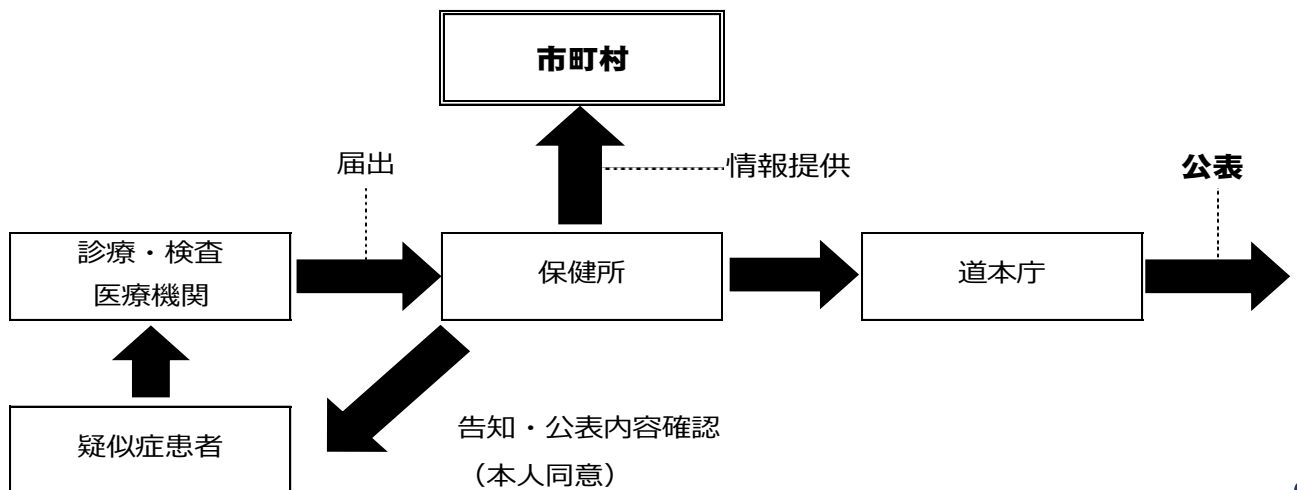 市町村
届出
情報提供
公表
診療・検査
医療機関
保健所
道本庁
疑似症患者
告知・公表内容確認
（本人同意）